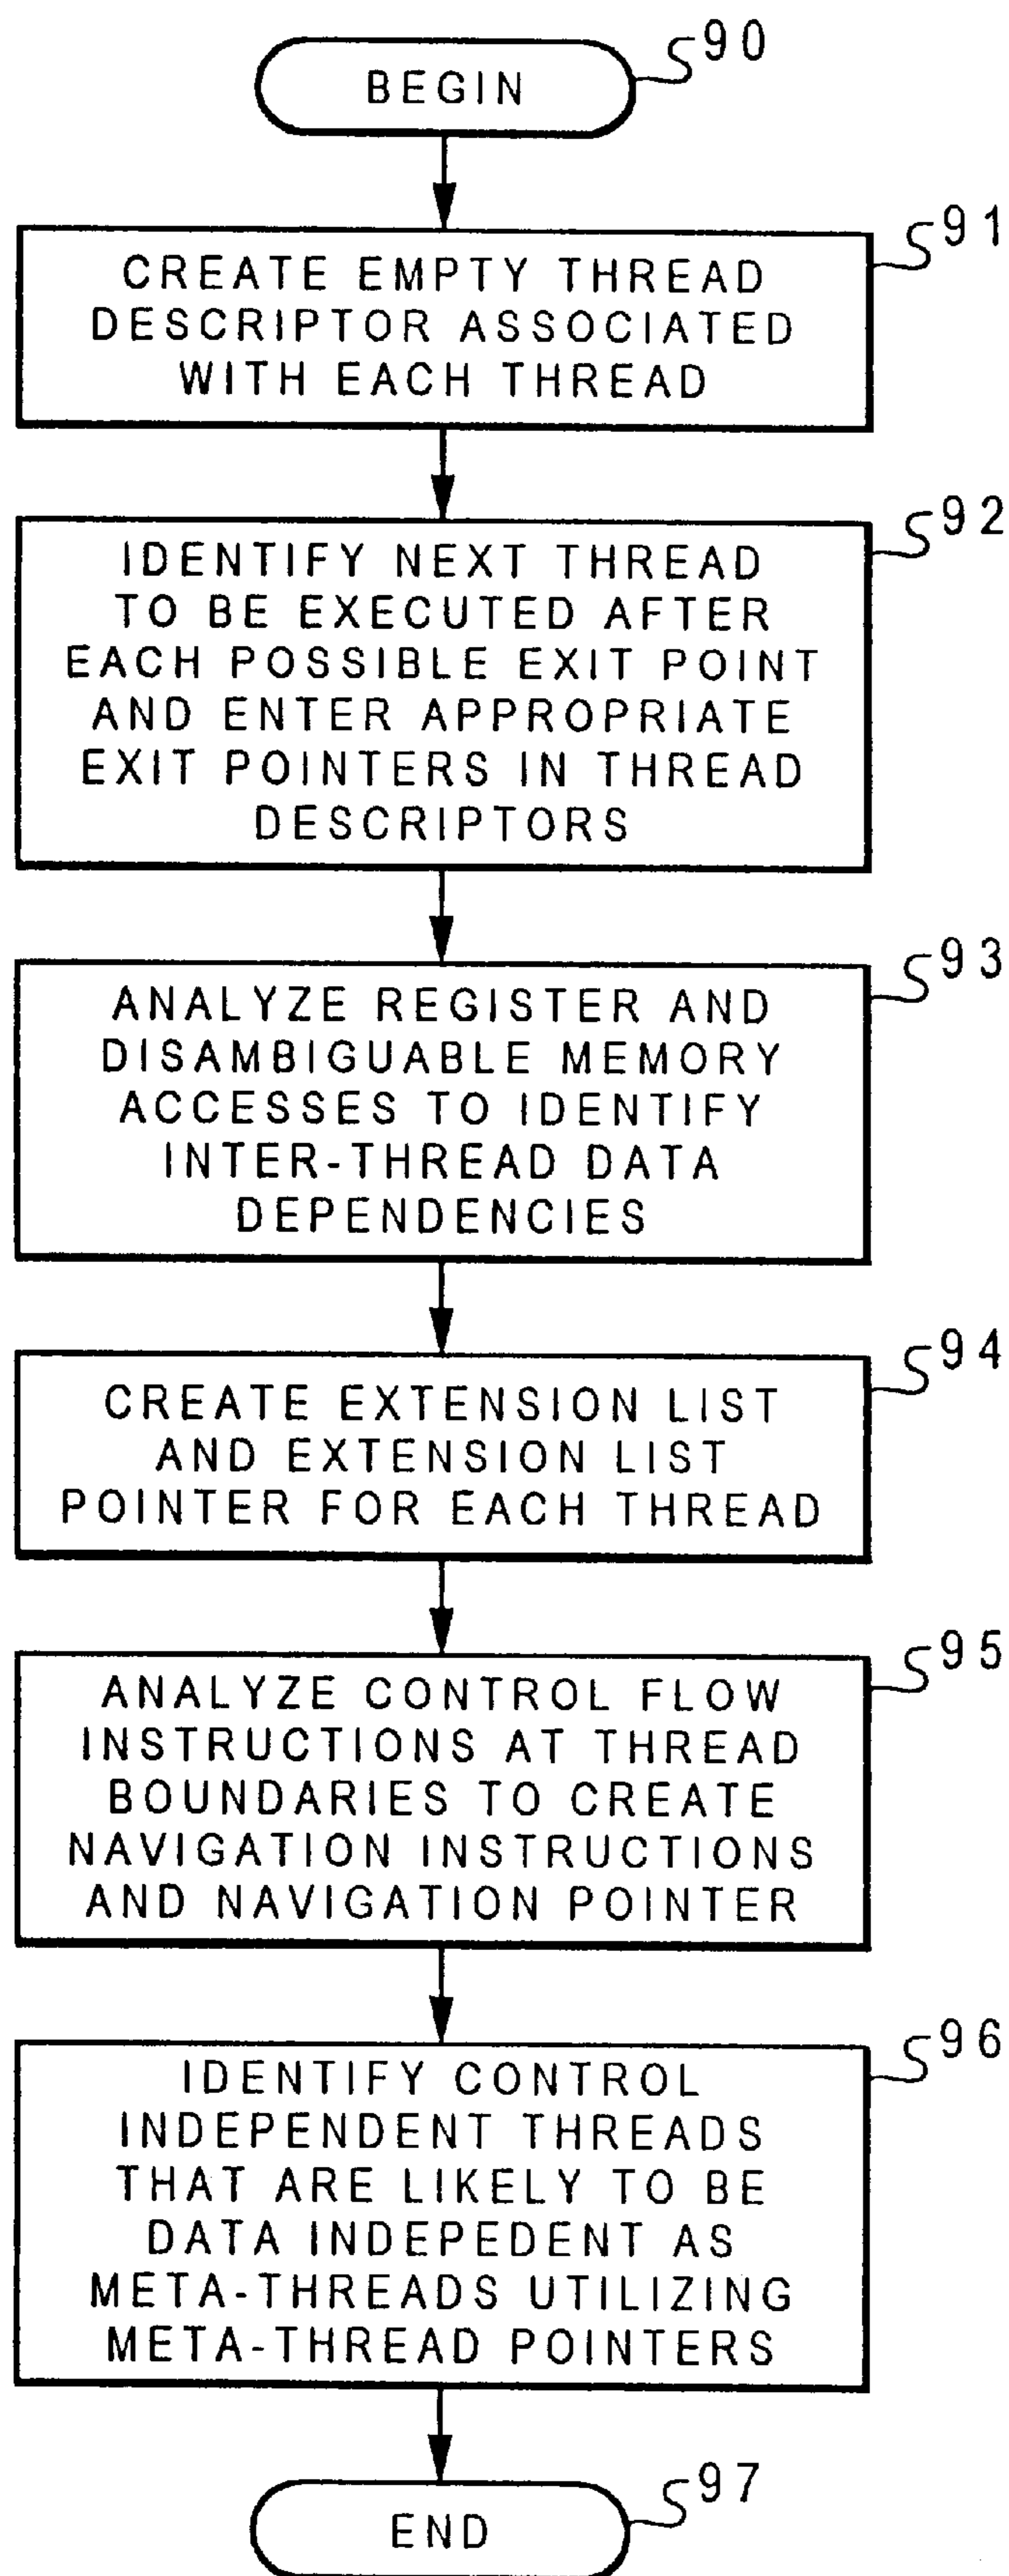 90
BEGIN
91
CREATE EMPTY THREAD
DESCRIPTOR ASSOCIATED
WITH EACH THREAD
92
IDENTIFY NEXT THREAD
TO BE EXECUTED AFTER
EACH POSSIBLE EXIT POINT
AND ENTER APPROPRIATE
EXIT POINTERS IN THREAD
DESCRIPTORS
93
ANALYZE REGISTER AND
DISAMBIGUABLE MEMORY
ACCESSES TO IDENTIFY
INTER-THREAD DATA
DEPENDENCIES
94
CREATE EXTENSION LIST
AND EXTENSION LIST
POINTER FOR EACH THREAD
95
ANALYZE CONTROL FLOW
INSTRUCTIONS AT THREAD
BOUNDARIES TO CREATE
NAVIGATION INSTRUCTIONS
AND NAVIGATION POINTER
96
IDENTIFY CONTROL
INDEPENDENT THREADS
THAT ARE LIKELY TO BE
DATA INDEPEDENT AS
META-THREADS UTILIZING
META-THREAD POINTERS
97
END